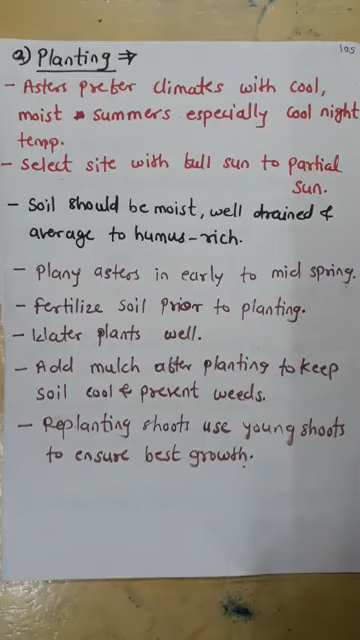 105
2) Planting →
- Asters prefer climates with cool,
moist summers especially cool night
temp.
- Select site with full sun to partial
sun.
- Soil should be moist, well drained &
average to humus-rich.
- Plany asters in early to mid spring.
- Fertilize soil prior to planting.
- Water plants well.
- Add mulch after planting to keep
soil cool & prevent weeds.
- Replanting shoots use young shoots
to ensure best growth.